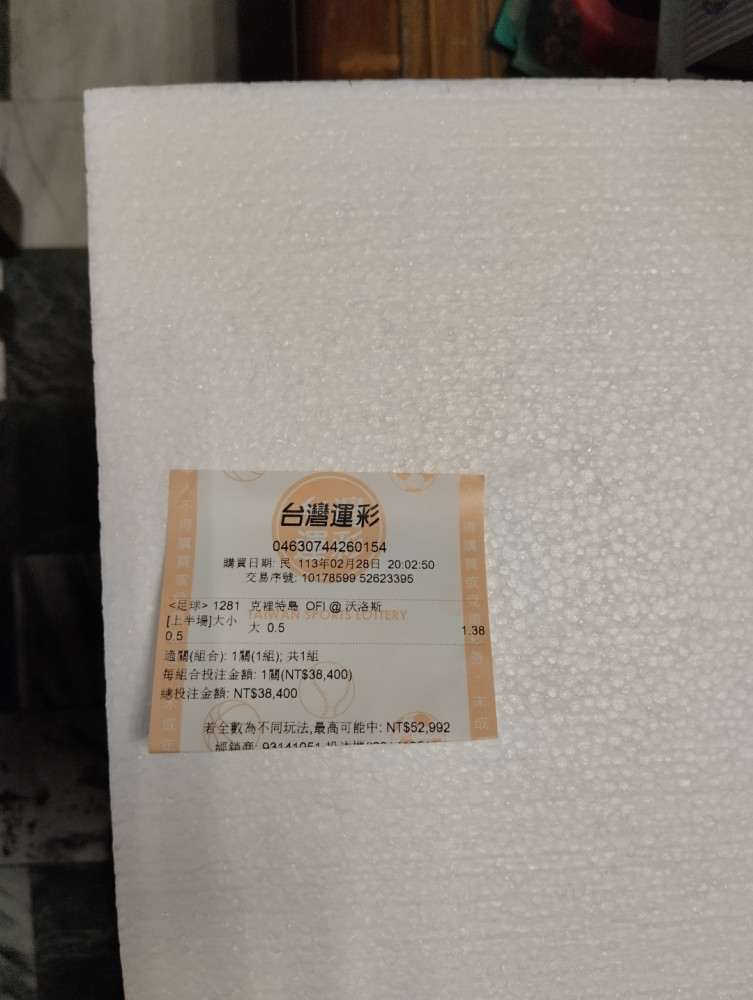 台灣運彩
04630744260154
購買日期: 民 113年02月28日 20:02:50
交易序號: 10178599 52623395
<足球> 1281 克裡特島 OFI @ 沃洛斯
TAIWAN SPORTS LOTTERY
[上半場]大小 大 0.5
0.5 1.38
過關(組合): 1關(1組); 共1組
每組合投注金額: 1關(NT$38,400)
總投注金額: NT$38,400
若全數為不同玩法,最高可能中: NT$52,992
經銷商: 93141051